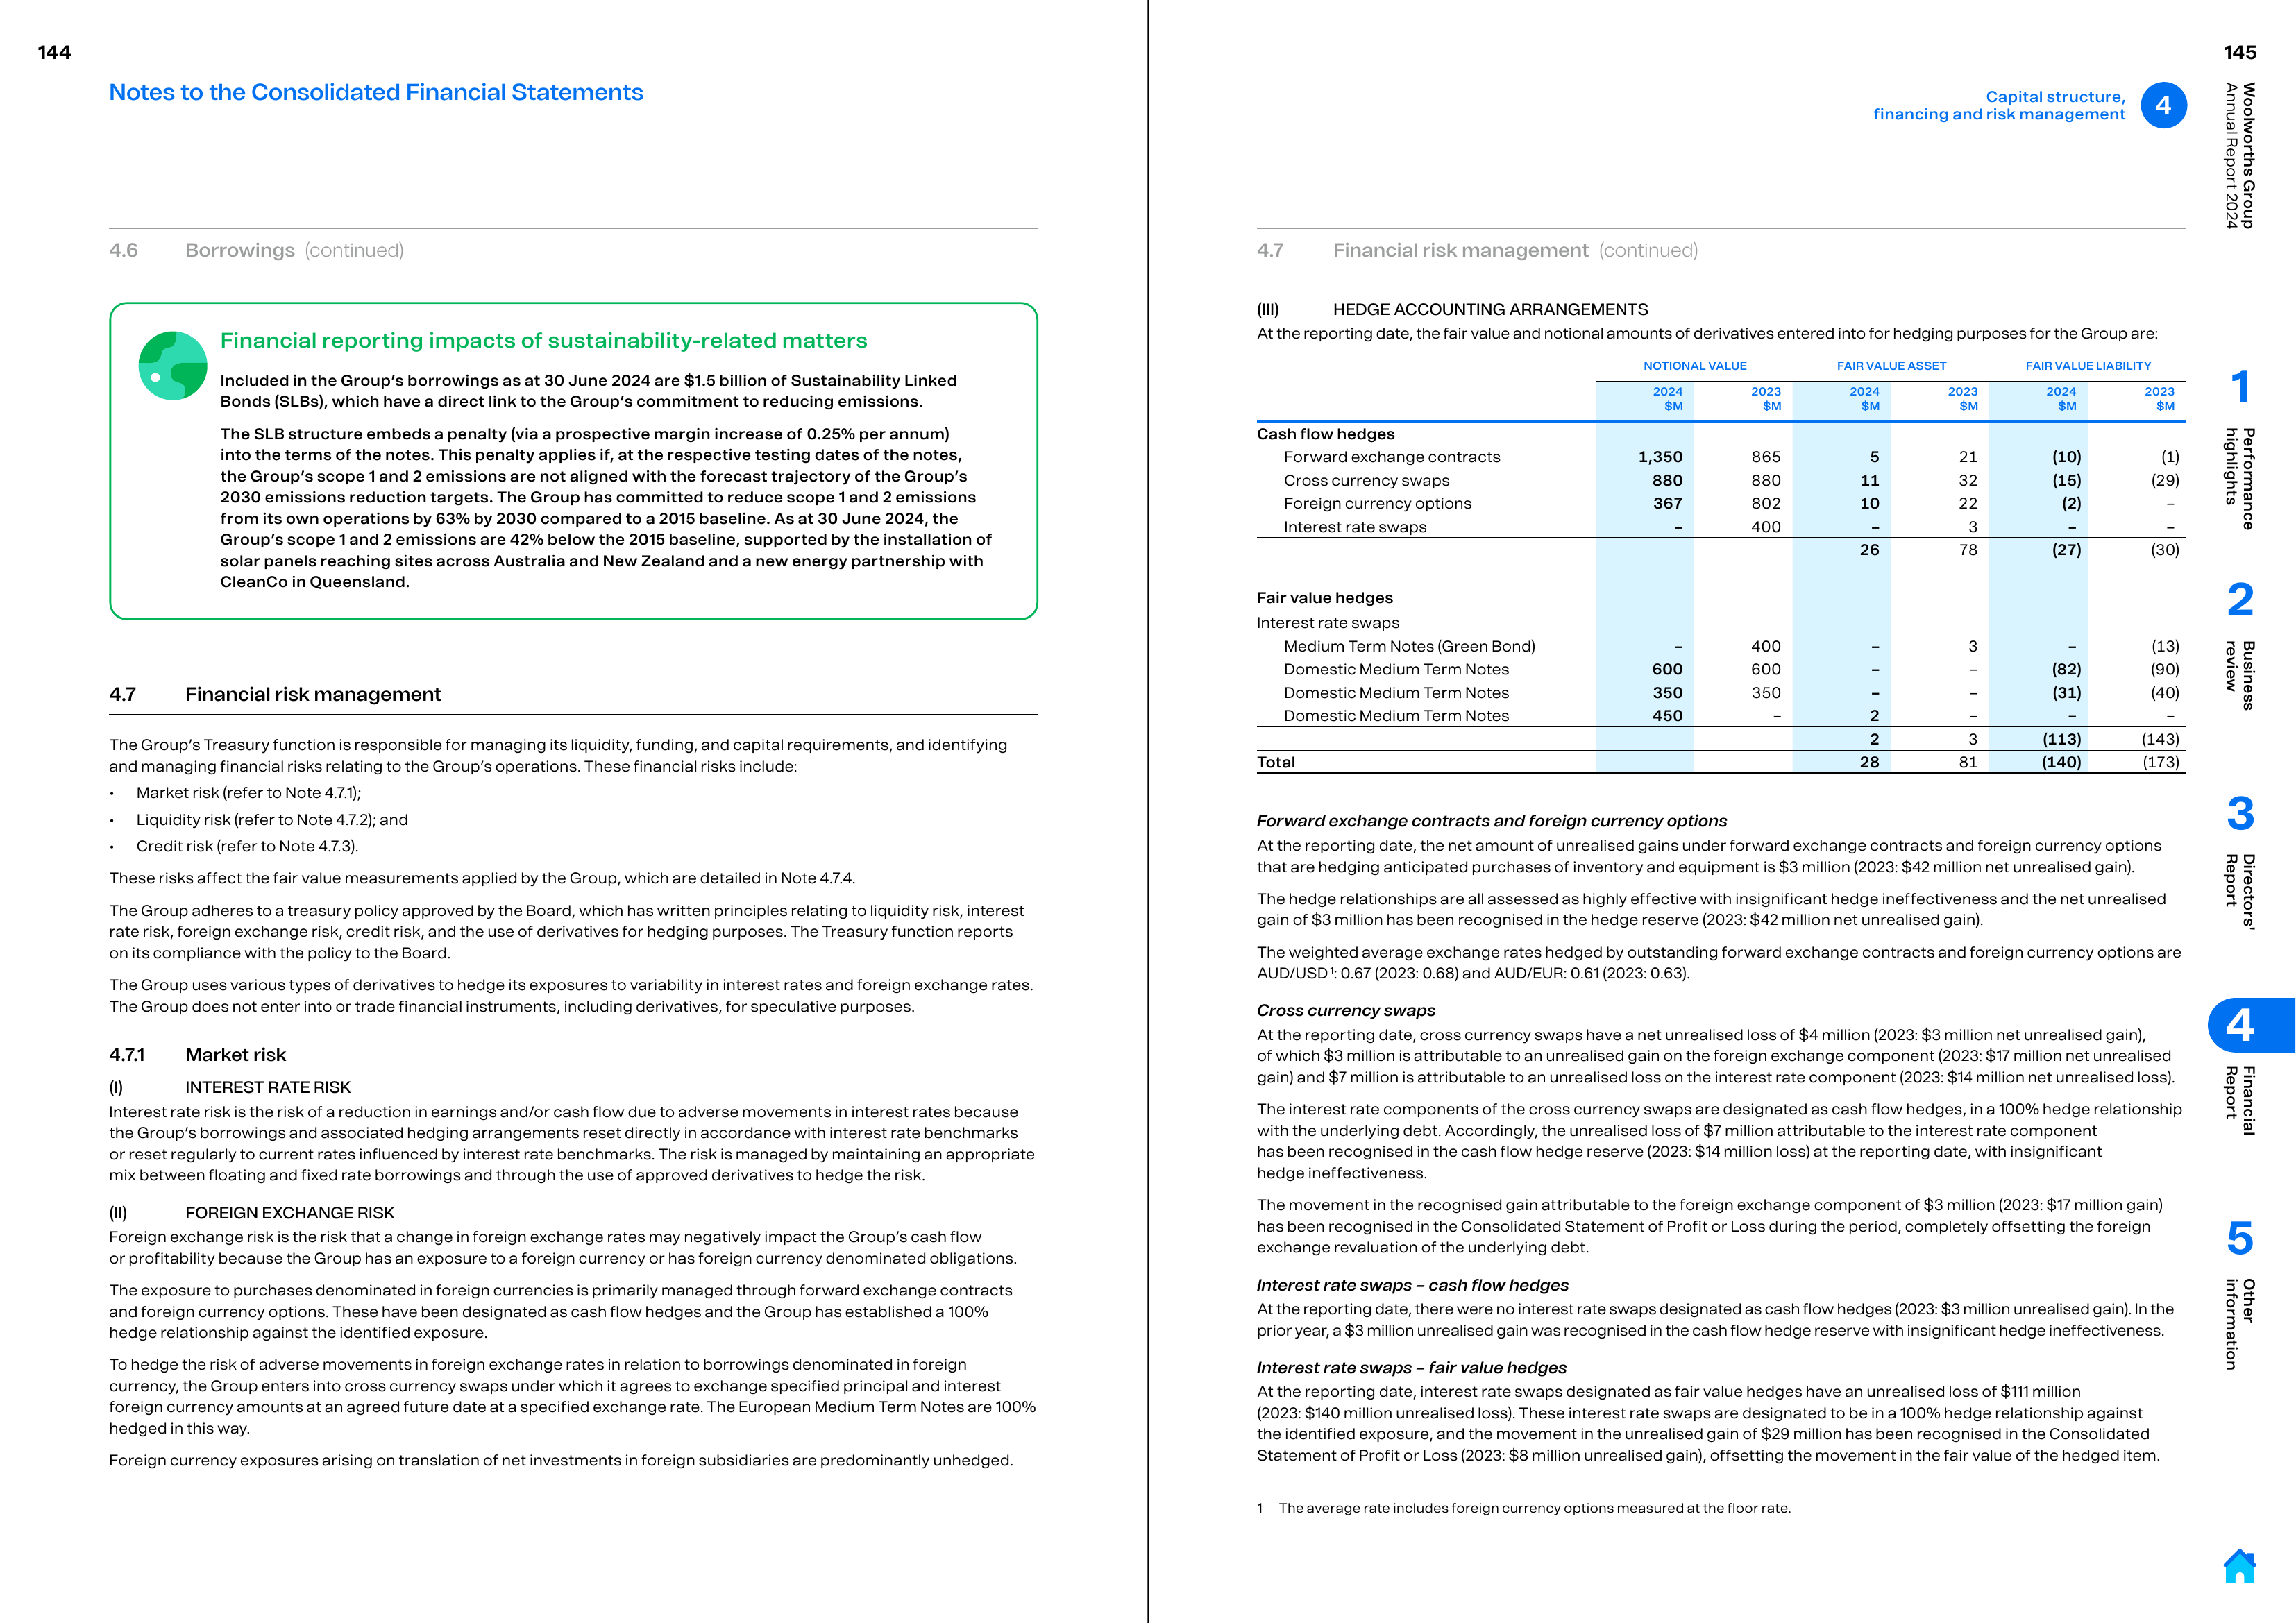 144
Notes to the Consolidated Financial Statements
4.6 Borrowings (continued)
Financial reporting impacts of sustainability-related matters
Included in the Group's borrowings as at 30 June 2024 are $1.5 billion of Sustainability Linked
Bonds (SLBs), which have a direct link to the Group's commitment to reducing emissions.
The SLB structure embeds a penalty (via a prospective margin increase of 0.25% per annum)
into the terms of the notes. This penalty applies if, at the respective testing dates of the notes,
the Group's scope 1 and 2 emissions are not aligned with the forecast trajectory of the Group's
2030 emissions reduction targets. The Group has committed to reduce scope 1 and 2 emissions
from its own operations by 63% by 2030 compared to a 2015 baseline. As at 30 June 2024, the
Group's scope 1 and 2 emissions are 42% below the 2015 baseline, supported by the installation of
solar panels reaching sites across Australia and New Zealand and a new energy partnership with
CleanCo in Queensland.
4.7 Financial risk management
The Group's Treasury function is responsible for managing its liquidity, funding, and capital requirements, and identifying
and managing financial risks relating to the Group's operations. These financial risks include:
• Market risk (refer to Note 4.7.1);
• Liquidity risk (refer to Note 4.7.2); and
• Credit risk (refer to Note 4.7.3).
These risks affect the fair value measurements applied by the Group, which are detailed in Note 4.7.4.
The Group adheres to a treasury policy approved by the Board, which has written principles relating to liquidity risk, interest
rate risk, foreign exchange risk, credit risk, and the use of derivatives for hedging purposes. The Treasury function reports
on its compliance with the policy to the Board.
The Group uses various types of derivatives to hedge its exposures to variability in interest rates and foreign exchange rates.
The Group does not enter into or trade financial instruments, including derivatives, for speculative purposes.
4.7.1 Market risk
(I) INTEREST RATE RISK
Interest rate risk is the risk of a reduction in earnings and/or cash flow due to adverse movements in interest rates because
the Group's borrowings and associated hedging arrangements reset directly in accordance with interest rate benchmarks
or reset regularly to current rates influenced by interest rate benchmarks. The risk is managed by maintaining an appropriate
mix between floating and fixed rate borrowings and through the use of approved derivatives to hedge the risk.
(II) FOREIGN EXCHANGE RISK
Foreign exchange risk is the risk that a change in foreign exchange rates may negatively impact the Group's cash flow
or profitability because the Group has an exposure to a foreign currency or has foreign currency denominated obligations.
The exposure to purchases denominated in foreign currencies is primarily managed through forward exchange contracts
and foreign currency options. These have been designated as cash flow hedges and the Group has established a 100%
hedge relationship against the identified exposure.
To hedge the risk of adverse movements in foreign exchange rates in relation to borrowings denominated in foreign
currency, the Group enters into cross currency swaps under which it agrees to exchange specified principal and interest
foreign currency amounts at an agreed future date at a specified exchange rate. The European Medium Term Notes are 100%
hedged in this way.
Foreign currency exposures arising on translation of net investments in foreign subsidiaries are predominantly unhedged.
Capital structure,
financing and risk management
4
4.7 Financial risk management (continued)
(III) HEDGE ACCOUNTING ARRANGEMENTS
At the reporting date, the fair value and notional amounts of derivatives entered into for hedging purposes for the Group are:
NOTIONAL VALUE FAIR VALUE ASSET FAIR VALUE LIABILITY
2024 2023 2024 2023 2024 2023
$M $M $M $M $M $M
Cash flow hedges
Forward exchange contracts 1,350 865 5 21 (10) (1)
Cross currency swaps 880 880 11 32 (15) (29)
Foreign currency options 367 802 10 22 (2) –
Interest rate swaps – 400 – 3 – –
26 78 (27) (30)
Fair value hedges
Interest rate swaps
Medium Term Notes (Green Bond) – 400 – 3 – (13)
Domestic Medium Term Notes 600 600 – – (82) (90)
Domestic Medium Term Notes 350 350 – – (31) (40)
Domestic Medium Term Notes 450 – 2 – – –
2 3 (113) (143)
Total 28 81 (140) (173)
Forward exchange contracts and foreign currency options
At the reporting date, the net amount of unrealised gains under forward exchange contracts and foreign currency options
that are hedging anticipated purchases of inventory and equipment is $3 million (2023: $42 million net unrealised gain).
The hedge relationships are all assessed as highly effective with insignificant hedge ineffectiveness and the net unrealised
gain of $3 million has been recognised in the hedge reserve (2023: $42 million net unrealised gain).
The weighted average exchange rates hedged by outstanding forward exchange contracts and foreign currency options are
AUD/USD ¹: 0.67 (2023: 0.68) and AUD/EUR: 0.61 (2023: 0.63).
Cross currency swaps
At the reporting date, cross currency swaps have a net unrealised loss of $4 million (2023: $3 million net unrealised gain),
of which $3 million is attributable to an unrealised gain on the foreign exchange component (2023: $17 million net unrealised
gain) and $7 million is attributable to an unrealised loss on the interest rate component (2023: $14 million net unrealised loss).
The interest rate components of the cross currency swaps are designated as cash flow hedges, in a 100% hedge relationship
with the underlying debt. Accordingly, the unrealised loss of $7 million attributable to the interest rate component
has been recognised in the cash flow hedge reserve (2023: $14 million loss) at the reporting date, with insignificant
hedge ineffectiveness.
The movement in the recognised gain attributable to the foreign exchange component of $3 million (2023: $17 million gain)
has been recognised in the Consolidated Statement of Profit or Loss during the period, completely offsetting the foreign
exchange revaluation of the underlying debt.
Interest rate swaps – cash flow hedges
At the reporting date, there were no interest rate swaps designated as cash flow hedges (2023: $3 million unrealised gain). In the
prior year, a $3 million unrealised gain was recognised in the cash flow hedge reserve with insignificant hedge ineffectiveness.
Interest rate swaps – fair value hedges
At the reporting date, interest rate swaps designated as fair value hedges have an unrealised loss of $111 million
(2023: $140 million unrealised loss). These interest rate swaps are designated to be in a 100% hedge relationship against
the identified exposure, and the movement in the unrealised gain of $29 million has been recognised in the Consolidated
Statement of Profit or Loss (2023: $8 million unrealised gain), offsetting the movement in the fair value of the hedged item.
1 The average rate includes foreign currency options measured at the floor rate.
145
Woolworths Group
Annual Report 2024
1
Performance
highlights
2
Business
review
3
Directors'
Report
4
Financial
Report
5
Other
information